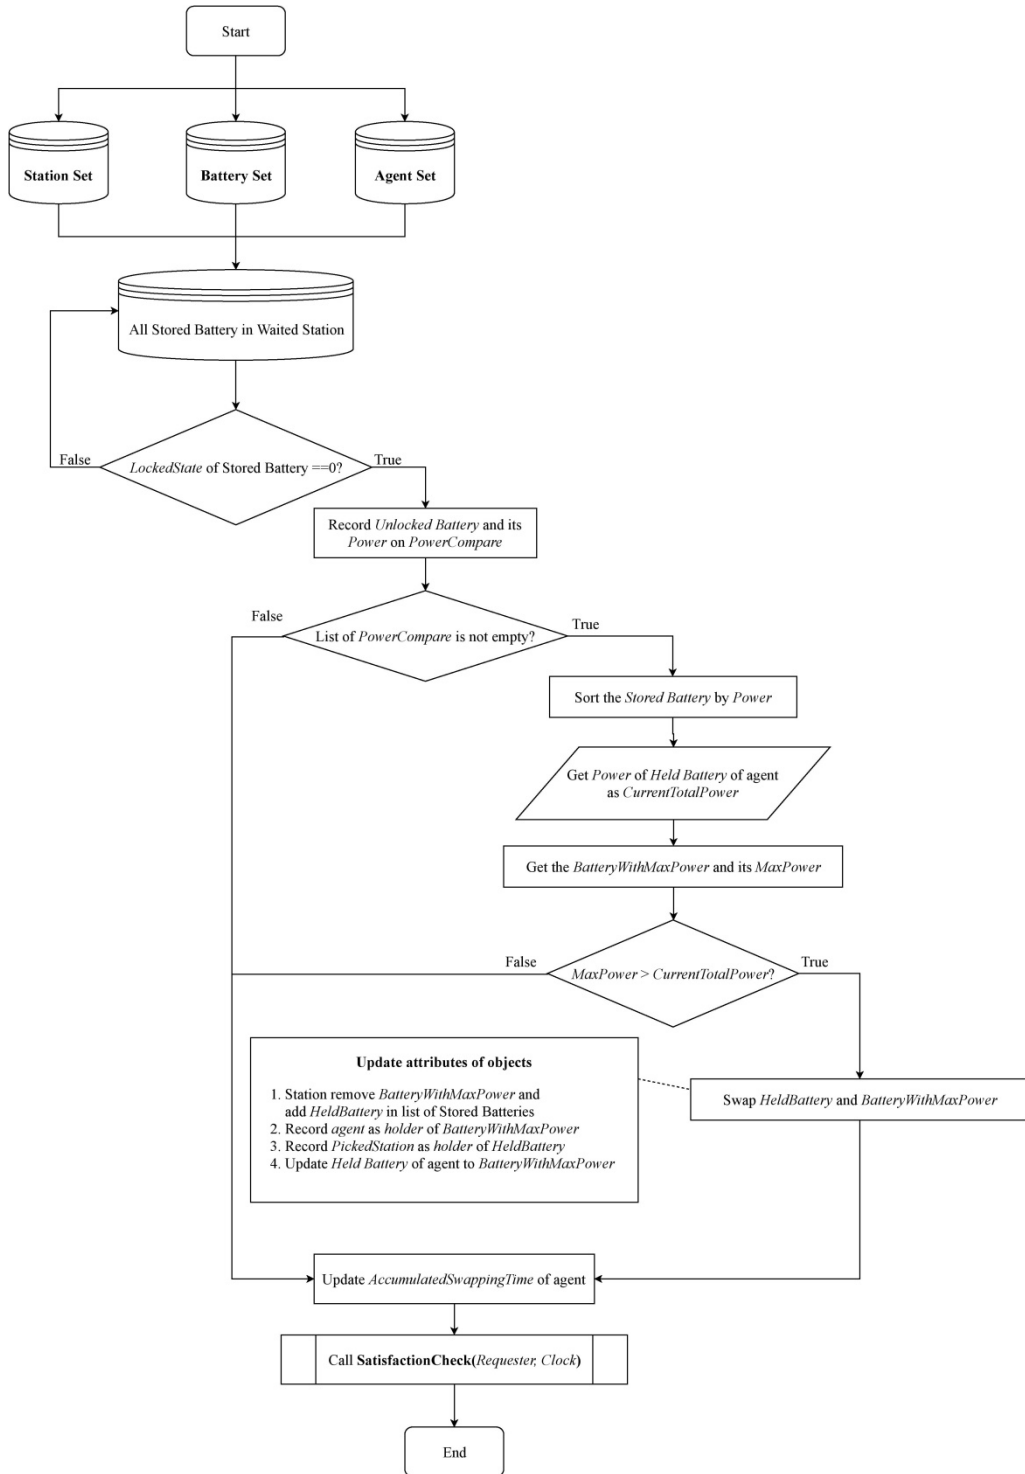 Start
Station Set
Battery Set
Agent Set
All Stored Battery in Waited Station
False
LockedState of Stored Battery ==0?
True
Record Unlocked Battery and its
Power on PowerCompare
False
List of PowerCompare is not empty?
True
Sort the Stored Battery by Power
Get Power of Held Battery of agent
as CurrentTotalPower
Get the BatteryWithMaxPower and its MaxPower
False
MaxPower > CurrentTotalPower?
True
Update attributes of objects
1. Station remove BatteryWithMaxPower and
add HeldBattery in list of Stored Batteries
2. Record agent as holder of BatteryWithMaxPower
3. Record PickedStation as holder of HeldBattery
4. Update Held Battery of agent to BatteryWithMaxPower
Swap HeldBattery and BatteryWithMaxPower
Update AccumulatedSwappingTime of agent
Call SatisfactionCheck(Requester, Clock)
End